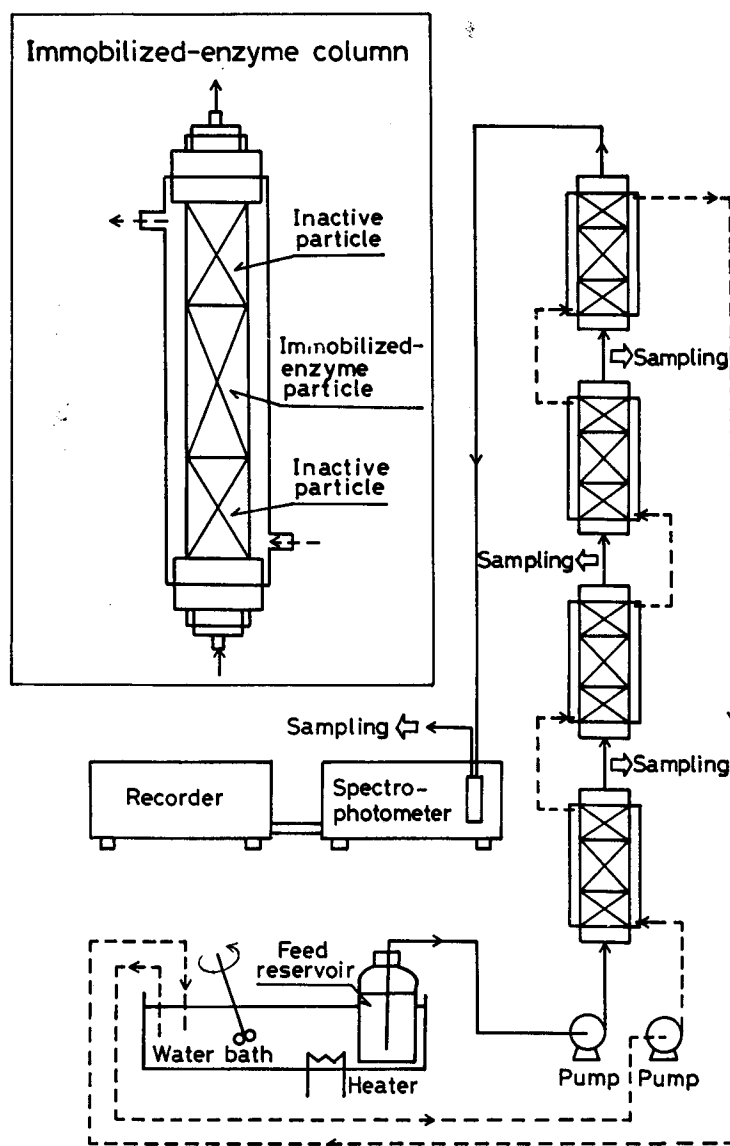 Immobilized-enzyme column
Inactive
particle
Immobilized-
enzyme
particle
Inactive
particle
Sampling
Sampling
Sampling
Sampling
Recorder
Spectro-
photometer
Feed
reservoir
Water bath
Heater
Pump
Pump